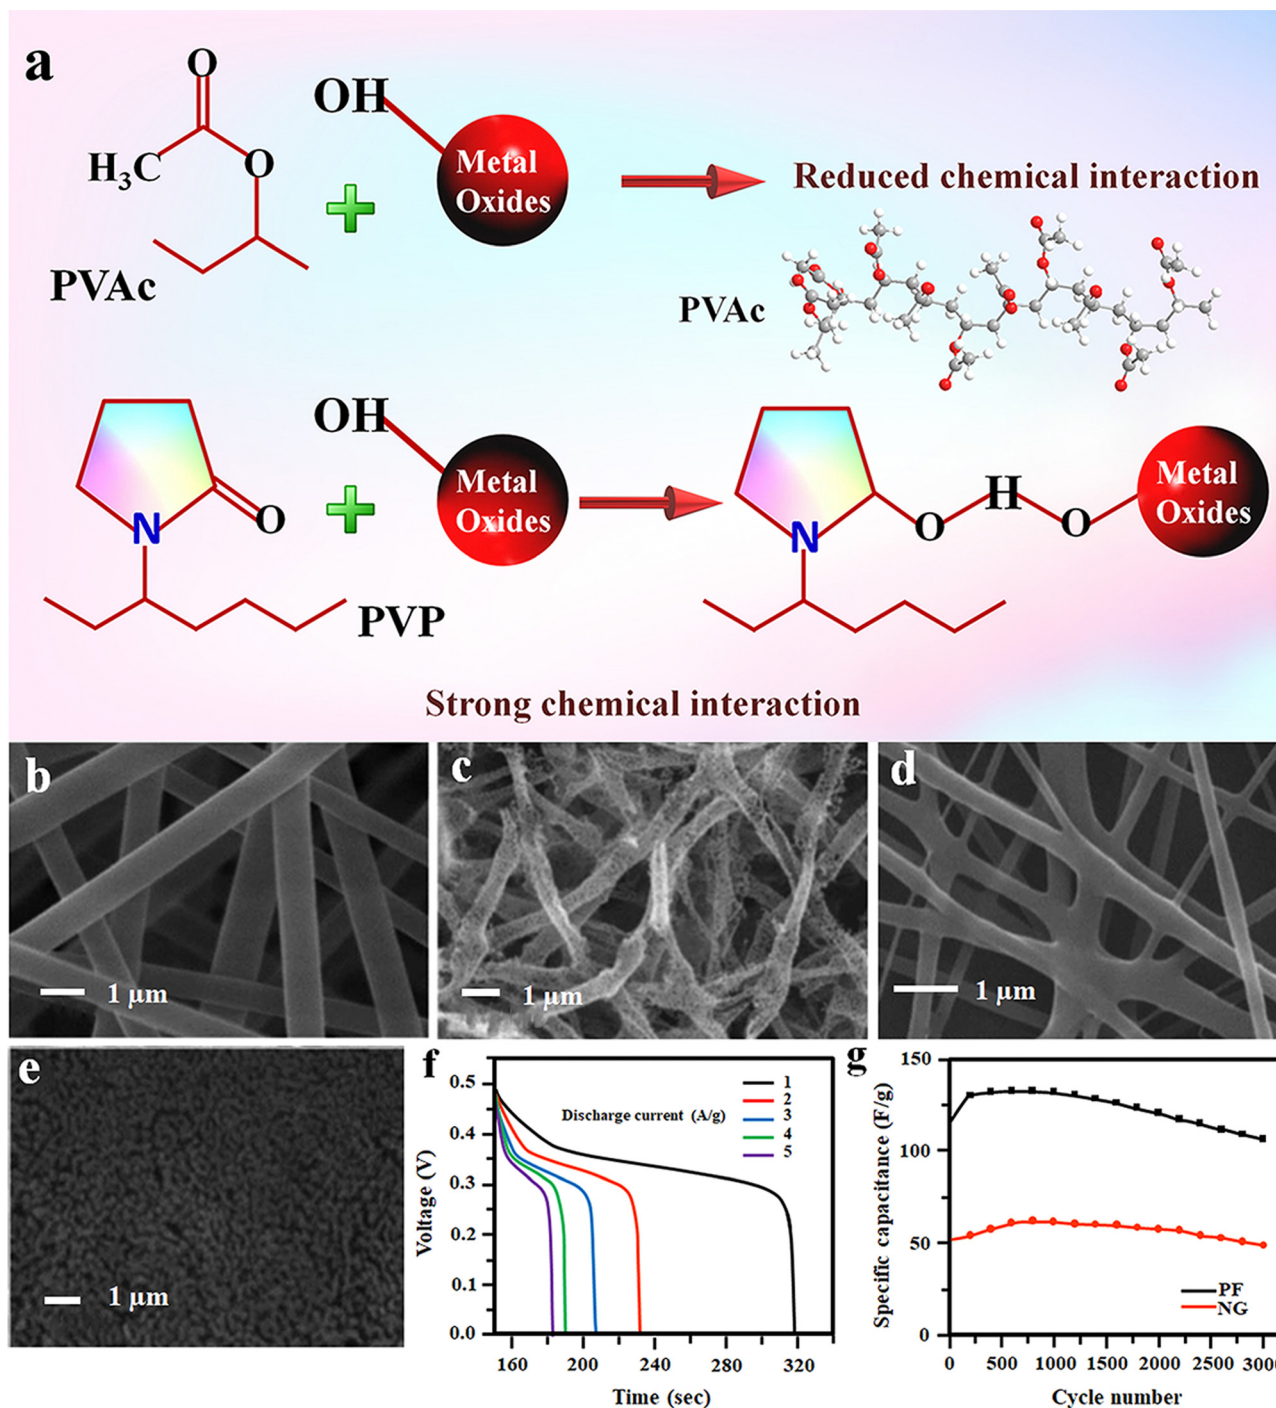 a
O
OH
H₃C
O
Metal
Oxides
Reduced chemical interaction
PVAc
PVAc
OH
Metal
Oxides
N
O
PVP
N
O
H
O
Metal
Oxides
Strong chemical interaction
b
1 µm
c
1 µm
d
1 µm
e
1 µm
f
Voltage (V)
0.5
0.4
0.3
0.2
0.1
0.0
Discharge current (A/g)
1
2
3
4
5
160
200
240
280
320
Time (sec)
g
Specific capacitance (F/g)
150
100
50
0
PF
NG
0
500
1000
1500
2000
2500
3000
Cycle number